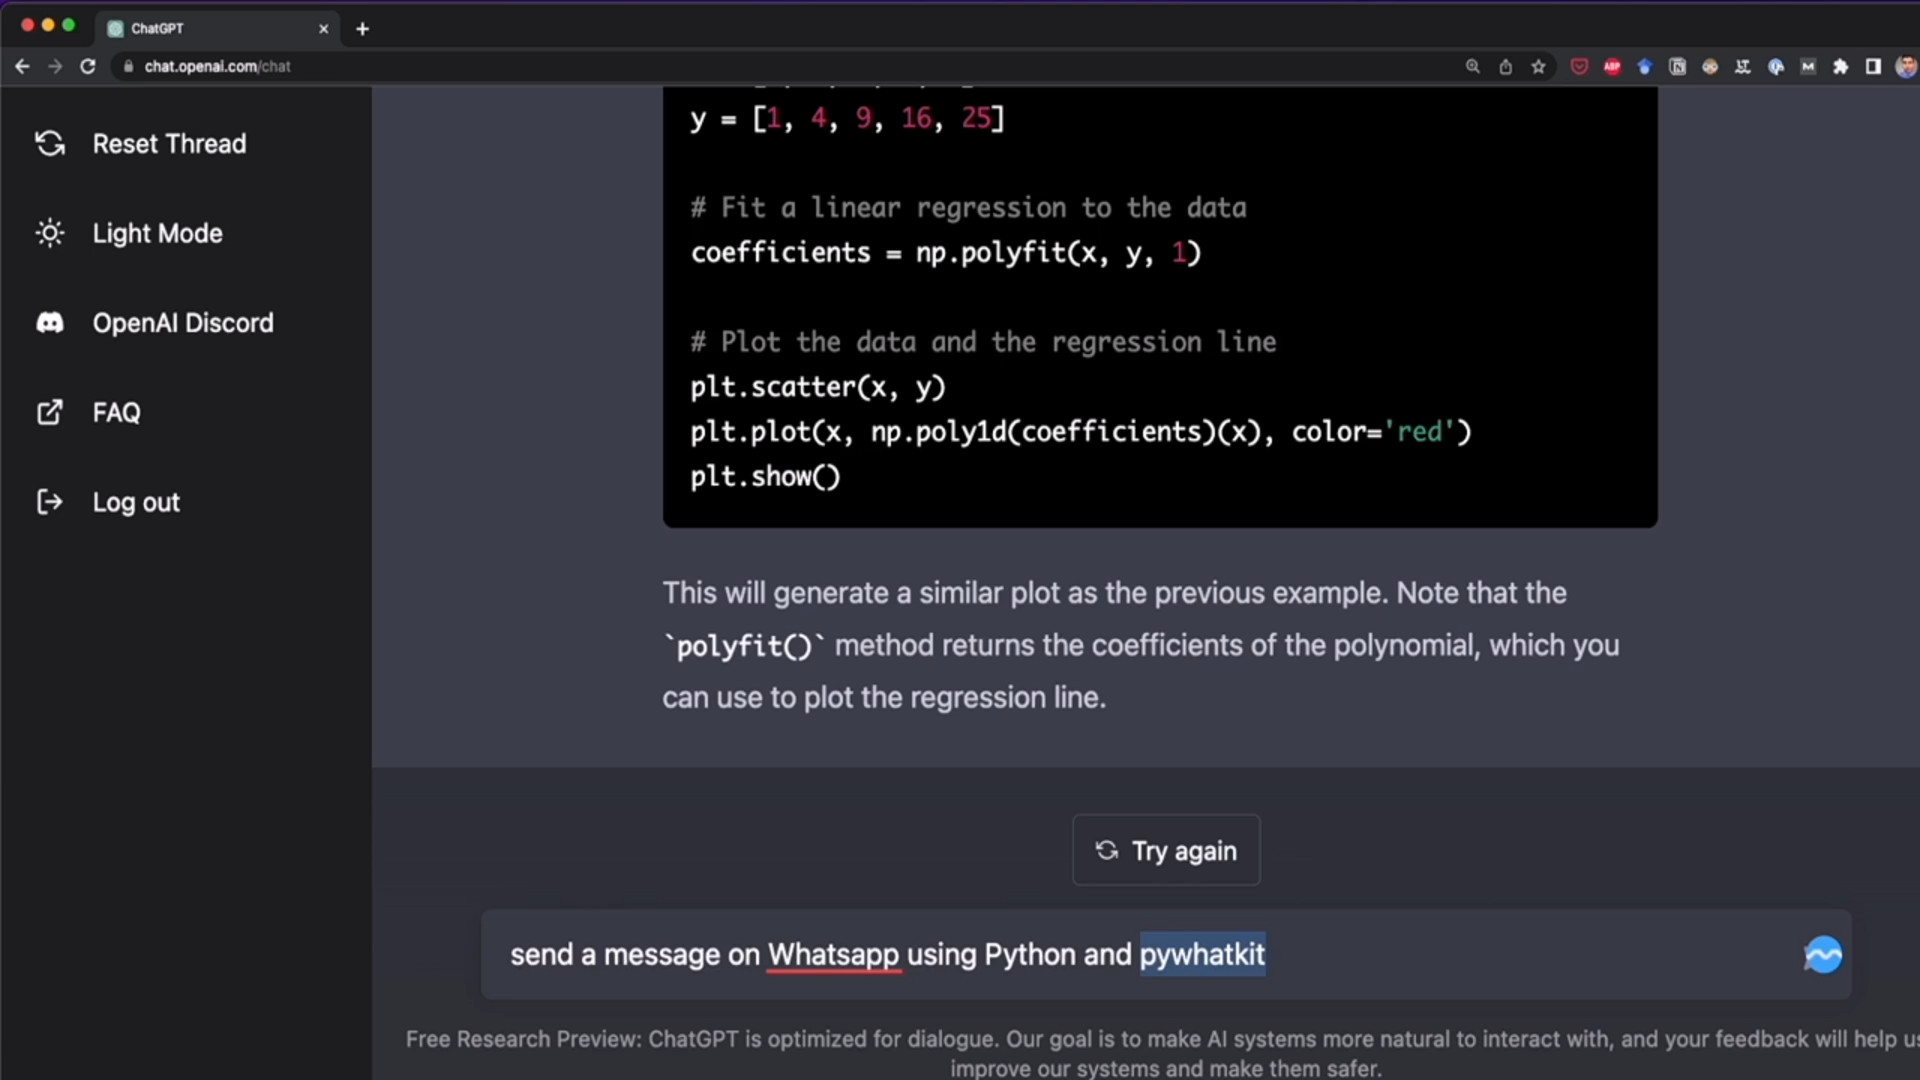 ChatGPT
chat.openai.com/chat
Reset Thread
Light Mode
OpenAI Discord
FAQ
Log out
y = [1, 4, 9, 16, 25]
# Fit a linear regression to the data
coefficients = np.polyfit(x, y, 1)
# Plot the data and the regression line
plt.scatter(x, y)
plt.plot(x, np.poly1d(coefficients)(x), color='red')
plt.show()
This will generate a similar plot as the previous example. Note that the
`polyfit()` method returns the coefficients of the polynomial, which you
can use to plot the regression line.
Try again
send a message on Whatsapp using Python and pywhatkit
Free Research Preview: ChatGPT is optimized for dialogue. Our goal is to make AI systems more natural to interact with, and your feedback will help us
improve our systems and make them safer.